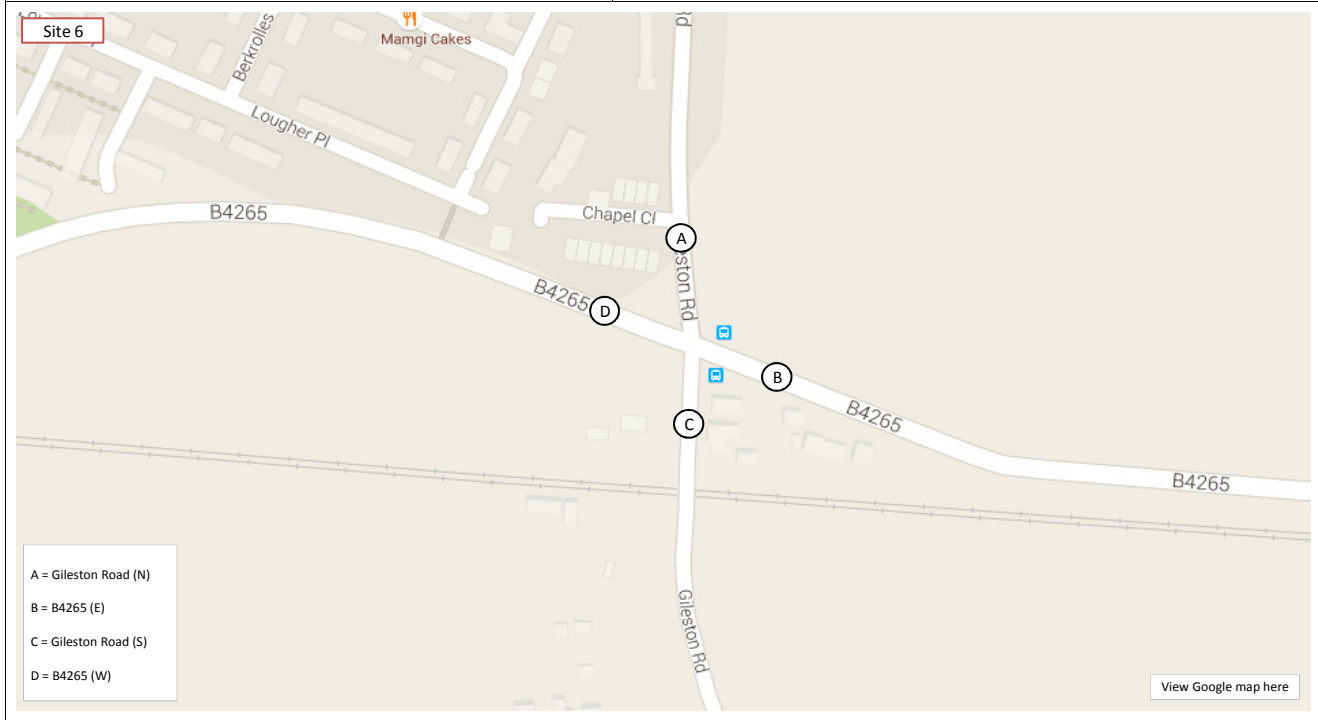 Site 6
Berkrolles
Mamgi Cakes
Rd
Lougher Pl
B4265
Chapel Cl
A
B4265
D
B
C
B4265
B4265
Gileston Rd
A = Gileston Road (N)
B = B4265 (E)
C = Gileston Road (S)
D = B4265 (W)
View Google map here